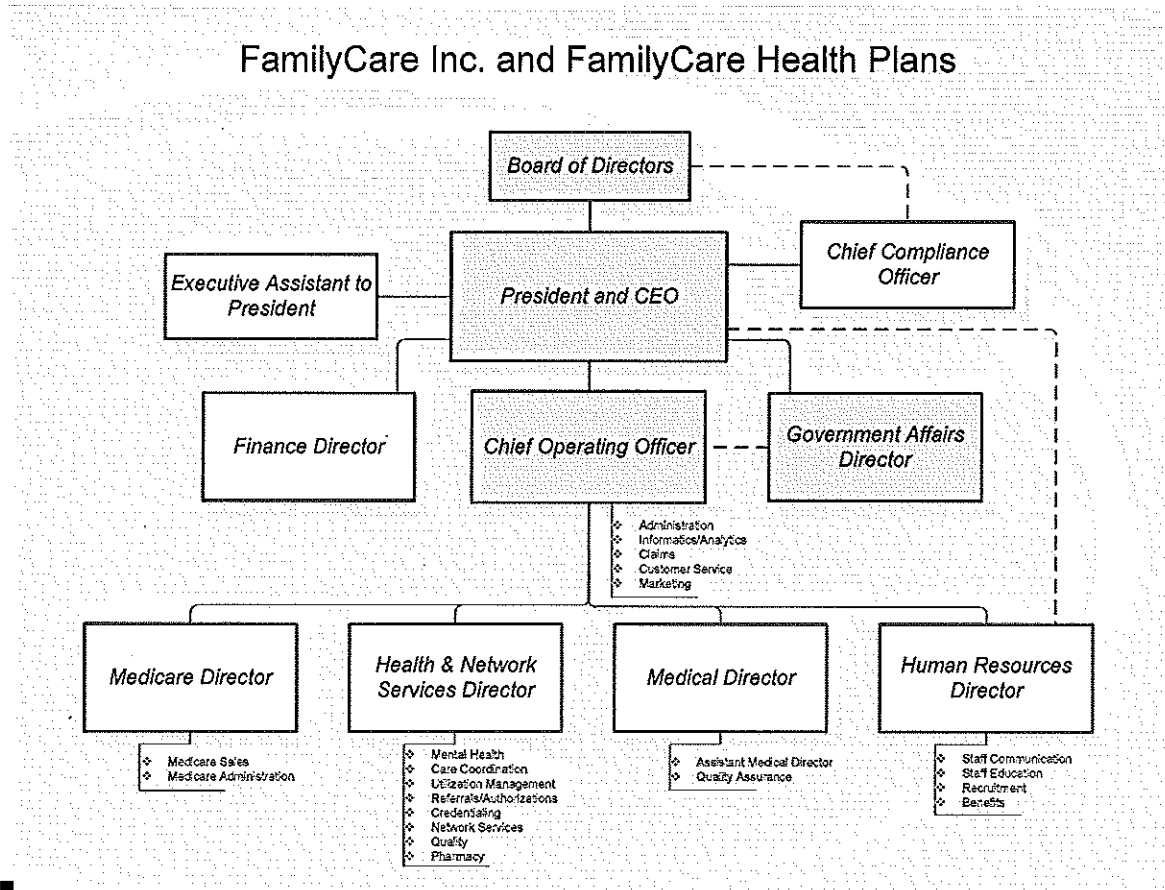 FamilyCare Inc. and FamilyCare Health Plans
Board of Directors
Chief Compliance
Officer
Executive Assistant to
President
President and CEO
Finance Director
Chief Operating Officer
Government Affairs
Director
❖ Administration
❖ Informatics/Analytics
❖ Claims
❖ Customer Service
❖ Marketing
Medicare Director
Health & Network
Services Director
Medical Director
Human Resources
Director
❖ Medicare Sales
❖ Medicare Administration
❖ Mental Health
❖ Care Coordination
❖ Utilization Management
❖ Referrals/Authorizations
❖ Credentialing
❖ Network Services
❖ Quality
❖ Pharmacy
❖ Assistant Medical Director
❖ Quality Assurance
❖ Staff Communication
❖ Staff Education
❖ Recruitment
❖ Benefits